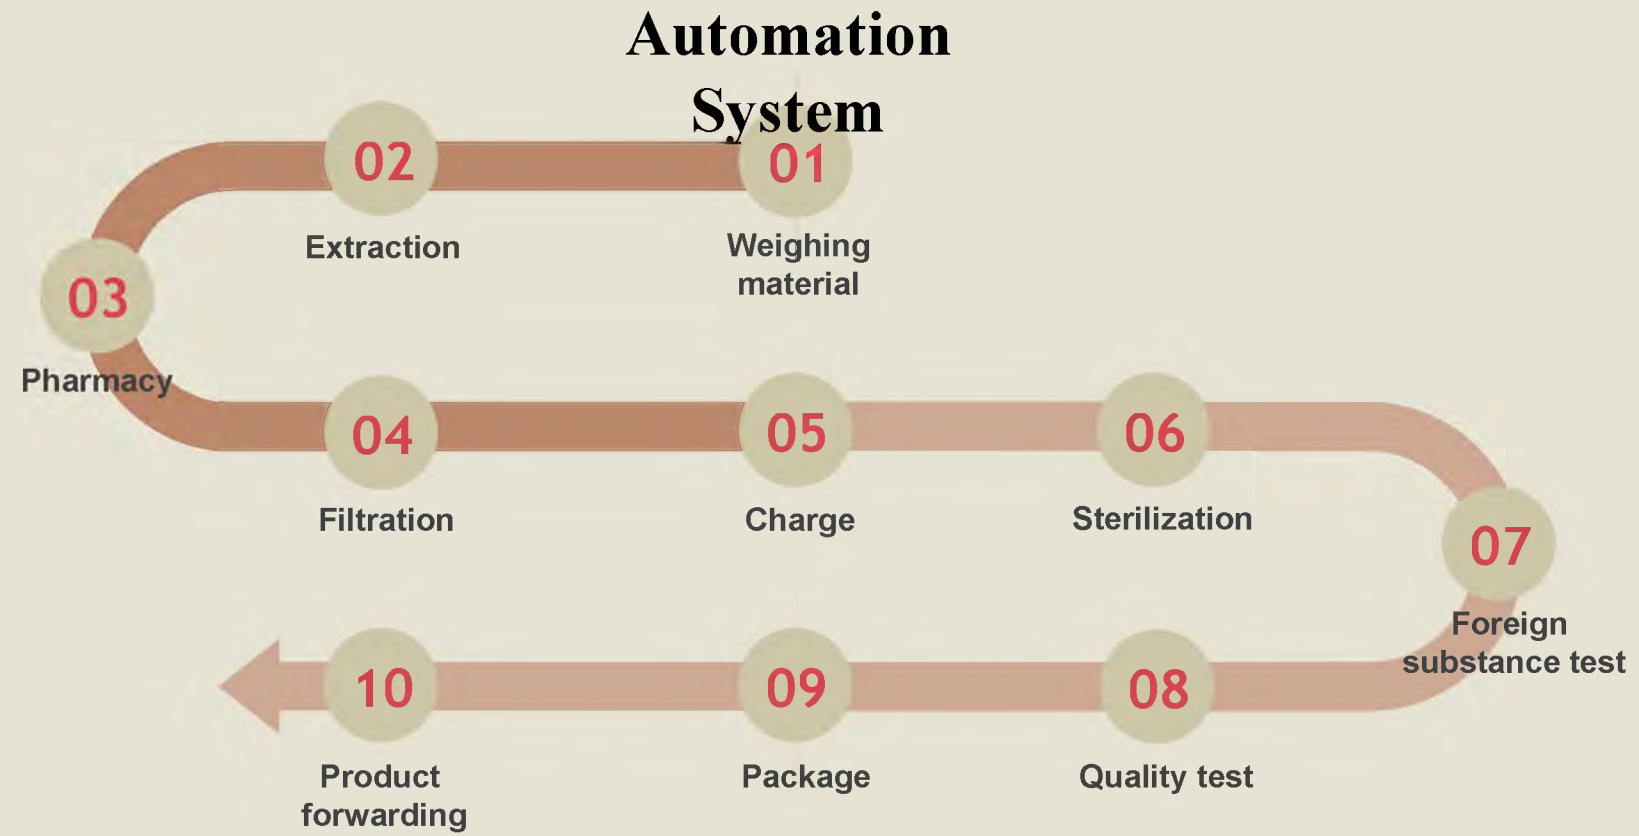 Automation
System
01
Weighing
material
02
Extraction
03
Pharmacy
04
Filtration
05
Charge
06
Sterilization
07
Foreign
substance test
08
Quality test
09
Package
10
Product
forwarding